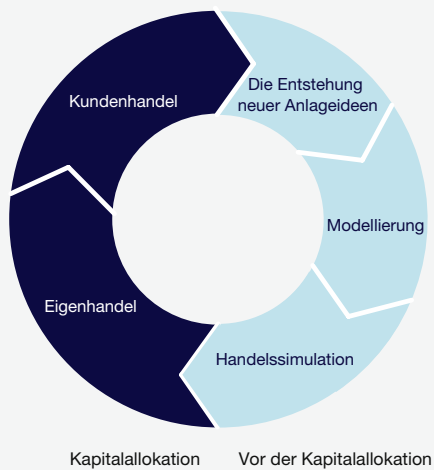 Kundenhandel
Die Entstehung
neuer Anlageideen
Modellierung
Eigenhandel
Handelssimulation
Kapitalallokation
Vor der Kapitalallokation